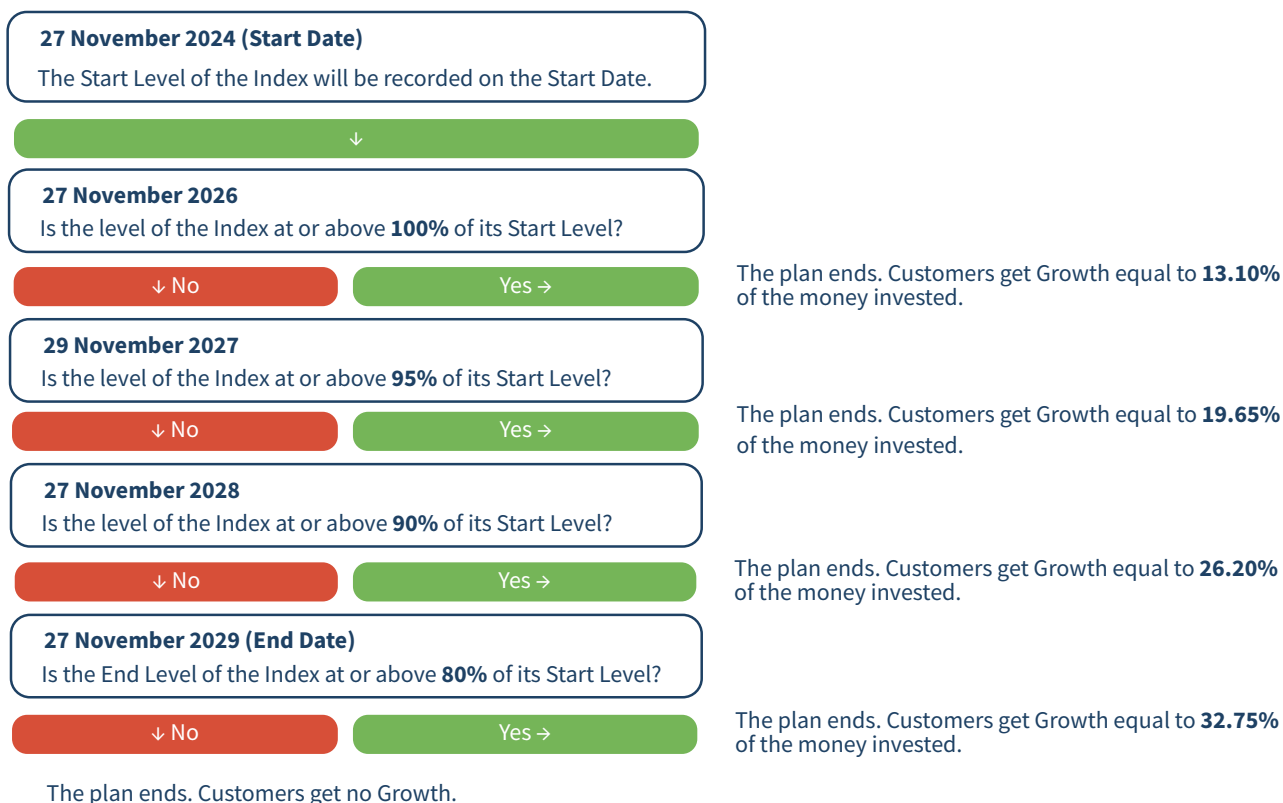 27 November 2024 (Start Date)
The Start Level of the Index will be recorded on the Start Date.
↓
27 November 2026
Is the level of the Index at or above 100% of its Start Level?
↓ No
Yes →
The plan ends. Customers get Growth equal to 13.10%
of the money invested.
29 November 2027
Is the level of the Index at or above 95% of its Start Level?
↓ No
Yes →
The plan ends. Customers get Growth equal to 19.65%
of the money invested.
27 November 2028
Is the level of the Index at or above 90% of its Start Level?
↓ No
Yes →
The plan ends. Customers get Growth equal to 26.20%
of the money invested.
27 November 2029 (End Date)
Is the End Level of the Index at or above 80% of its Start Level?
↓ No
Yes →
The plan ends. Customers get Growth equal to 32.75%
of the money invested.
The plan ends. Customers get no Growth.